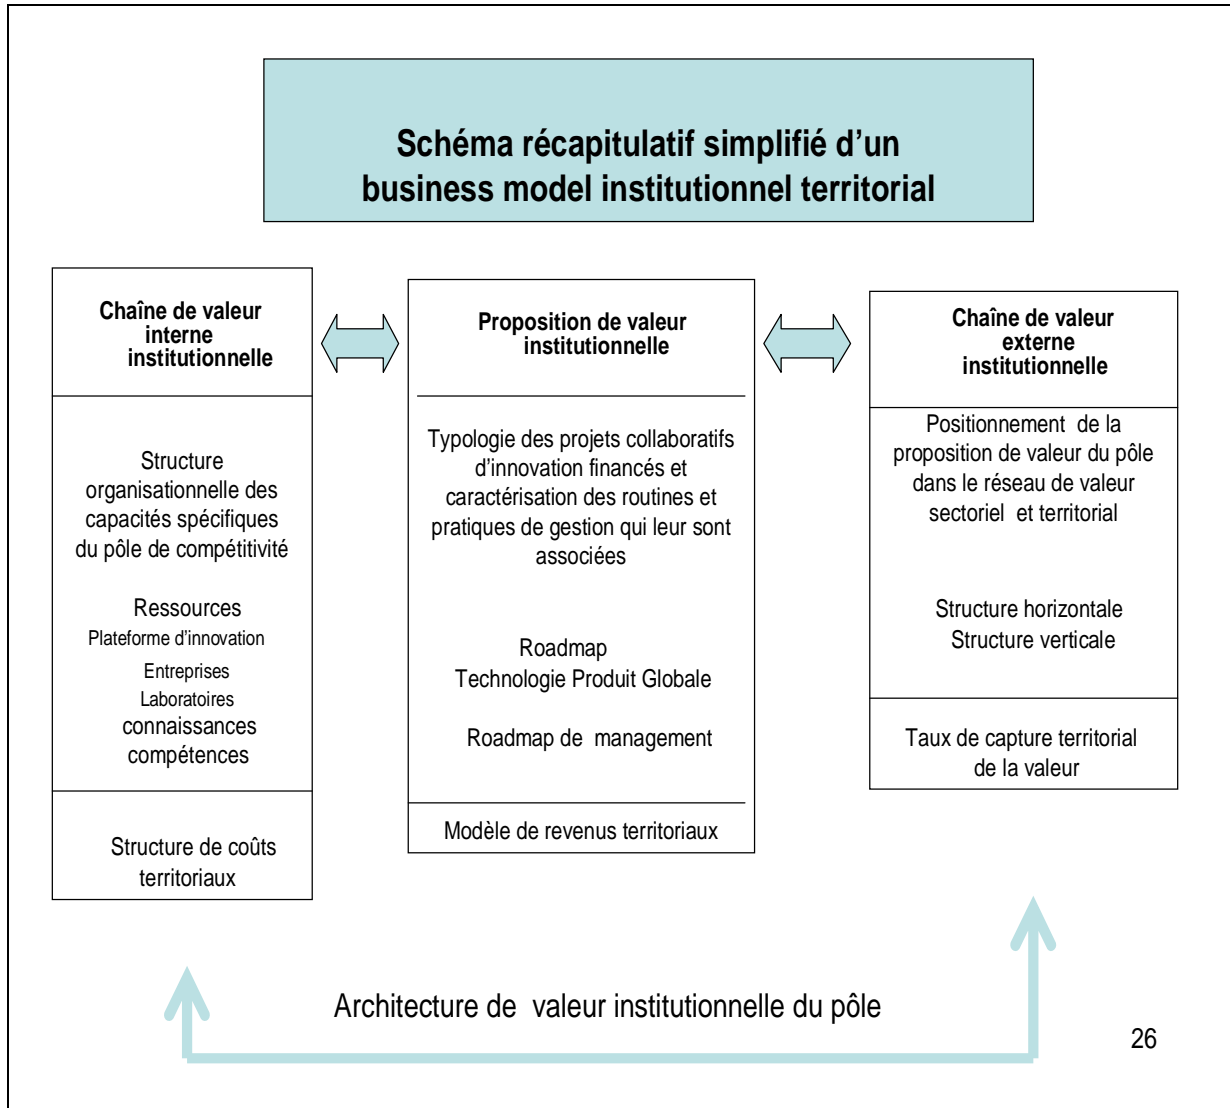 Schéma récapitulatif simplifié d’un
business model institutionnel territorial
Chaîne de valeur
interne
institutionnelle
Structure
organisationnelle des
capacités spécifiques
du pôle de compétitivité
Ressources
Plateforme d’innovation
Entreprises
Laboratoires
connaissances
compétences
Structure de coûts
territoriaux
Proposition de valeur
institutionnelle
Typologie des projets collaboratifs
d’innovation financés et
caractérisation des routines et
pratiques de gestion qui leur sont
associées
Roadmap
Technologie Produit Globale
Roadmap de management
Modèle de revenus territoriaux
Chaîne de valeur
externe
institutionnelle
Positionnement de la
proposition de valeur du pôle
dans le réseau de valeur
sectoriel et territorial
Structure horizontale
Structure verticale
Taux de capture territorial
de la valeur
Architecture de valeur institutionnelle du pôle
26